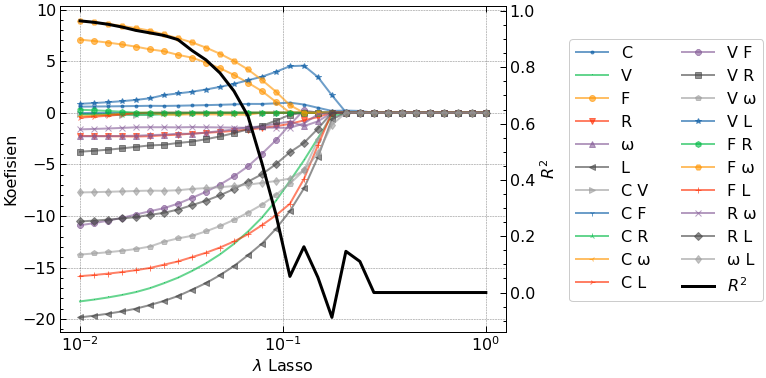 10
5
0
−5
−10
−15
−20
Koefisien
10⁻²
10⁻¹
10⁰
λ Lasso
1.0
0.8
0.6
0.4
0.2
0.0
R²
C
V
F
R
ω
L
C V
C F
C R
C ω
C L
V F
V R
V ω
V L
F R
F ω
F L
R ω
R L
ω L
R²